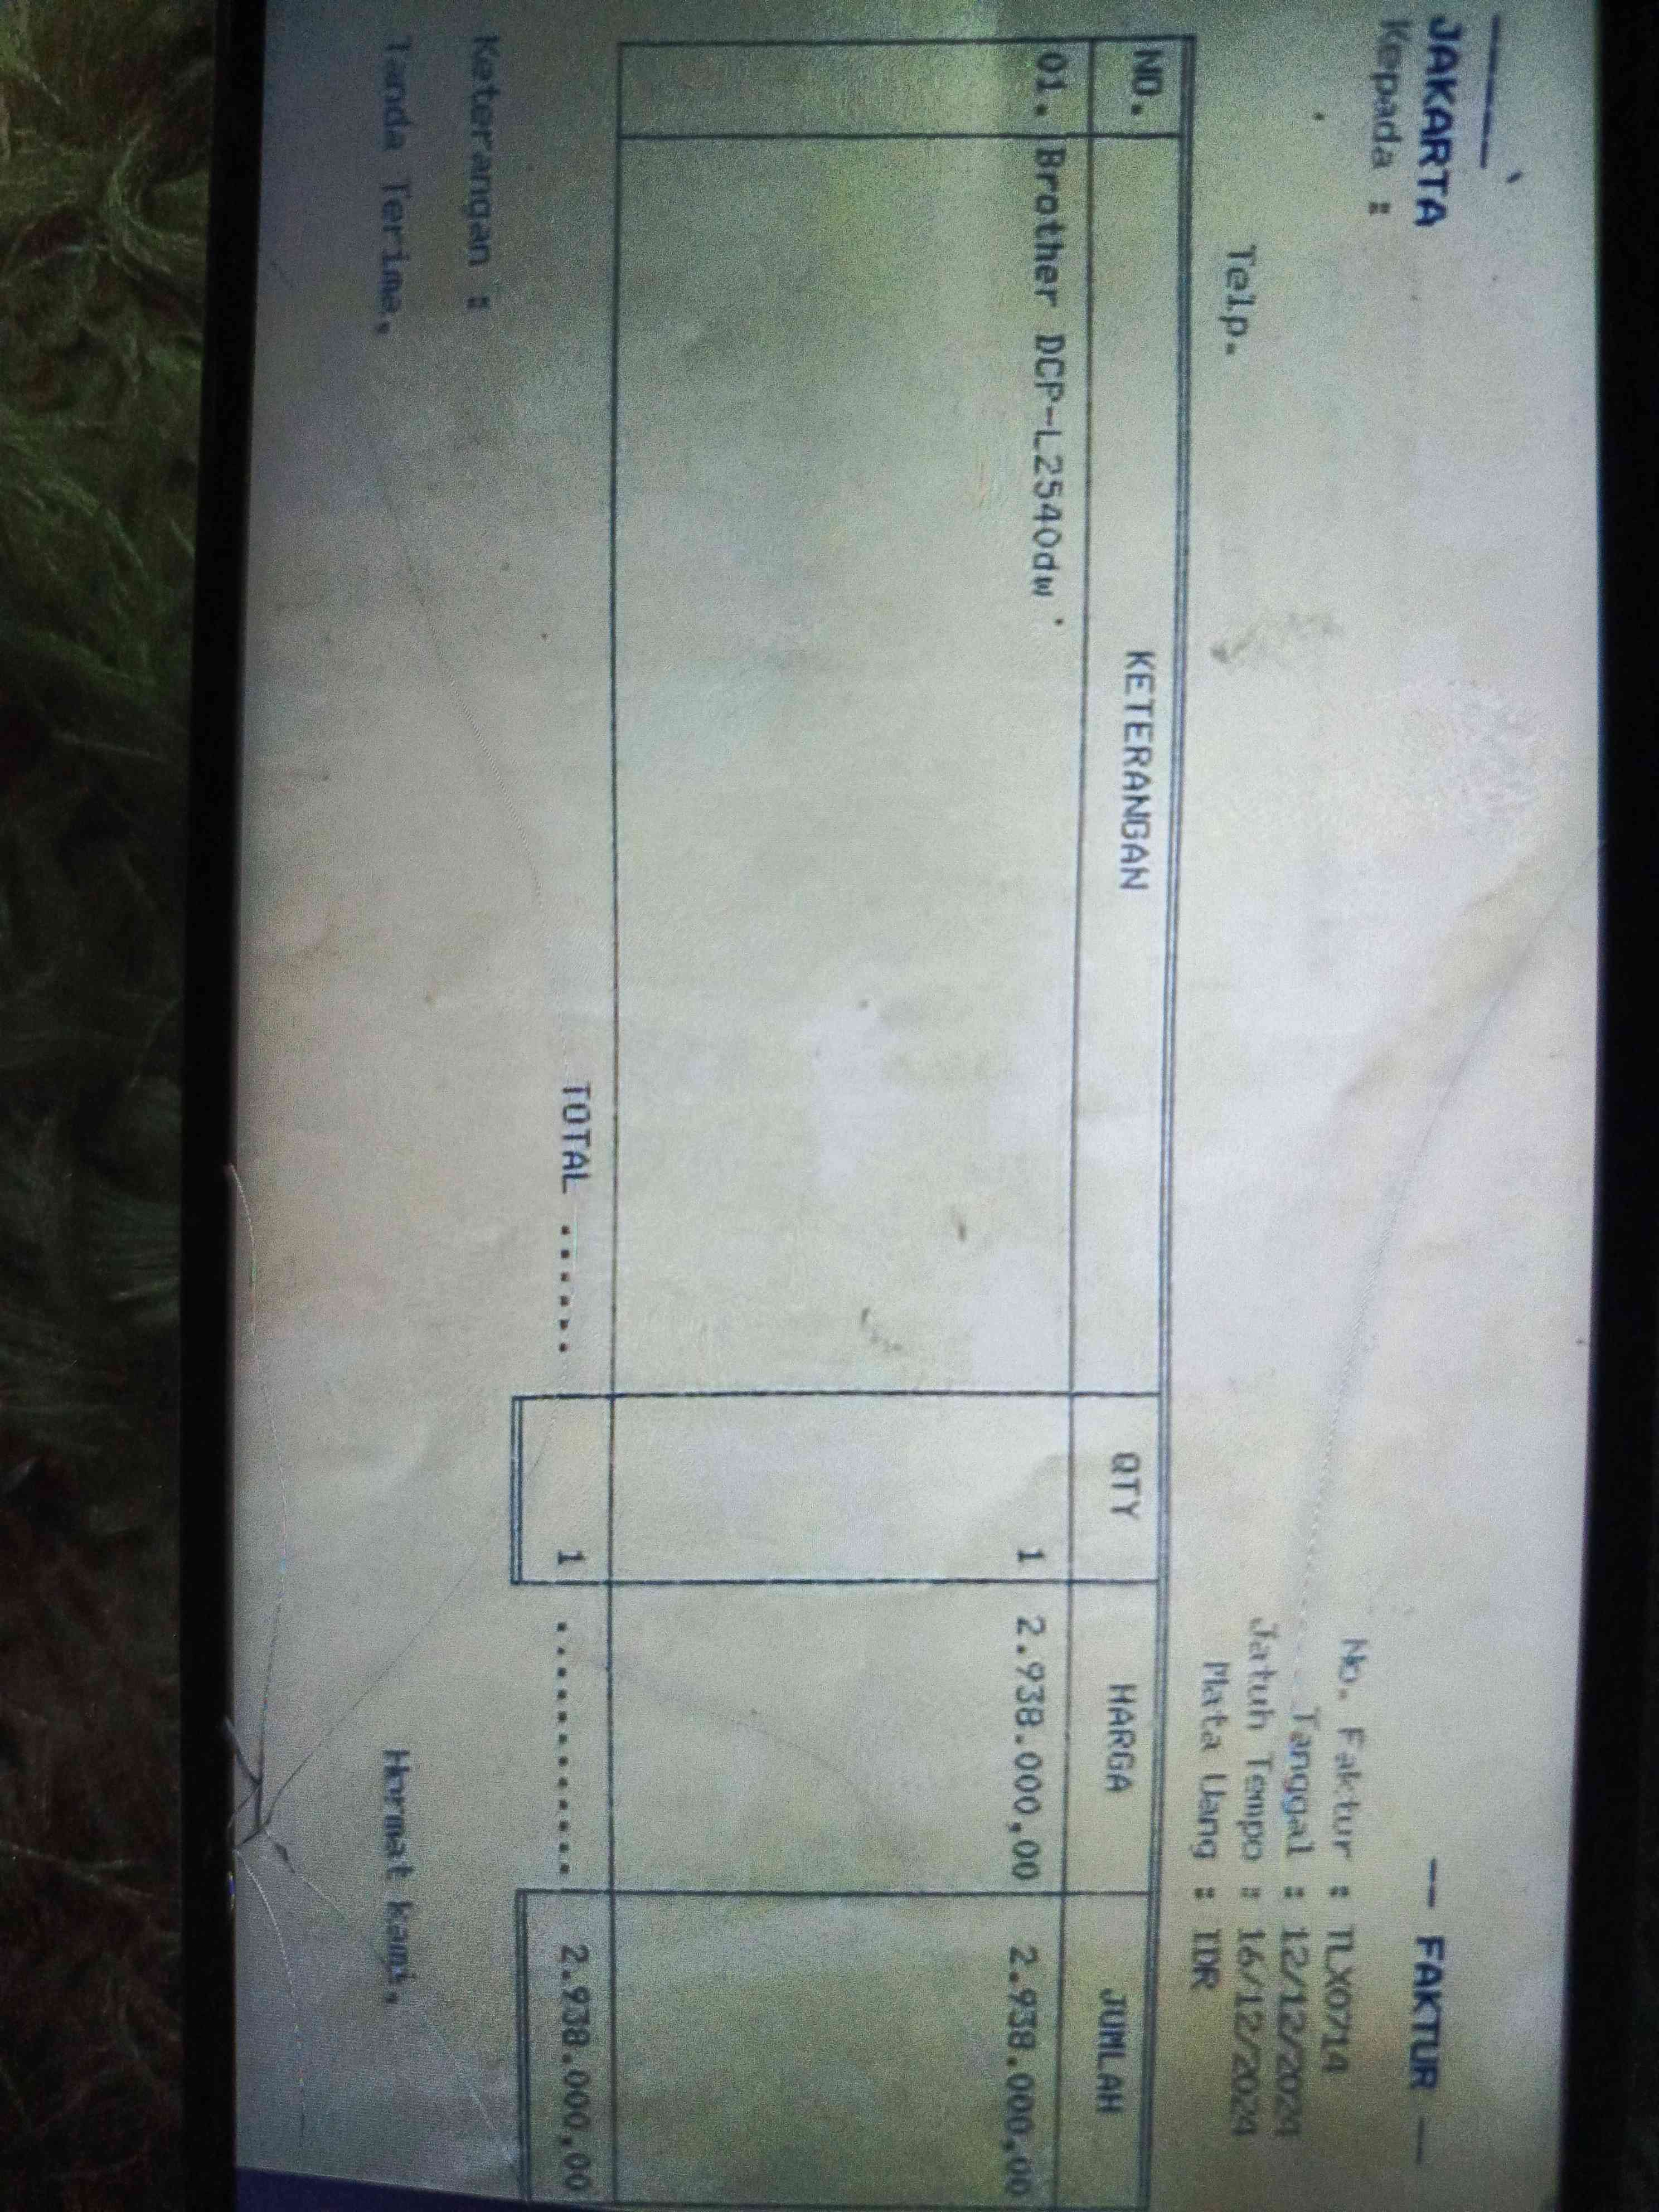 JAKARTA — FAKTUR —
Kepada : No. Faktur : TLX0714
Tanggal : 12/12/2024
Jatuh Tempo : 16/12/2024
Telp. Mata Uang : IDR
NO. KETERANGAN QTY HARGA JUMLAH
01. Brother DCP-L2540dw 1 2.938.000,00 2.938.000,00
TOTAL ...... 1 ........... 2.938.000,00
Keterangan :
Tanda Terima, Hormat kami,